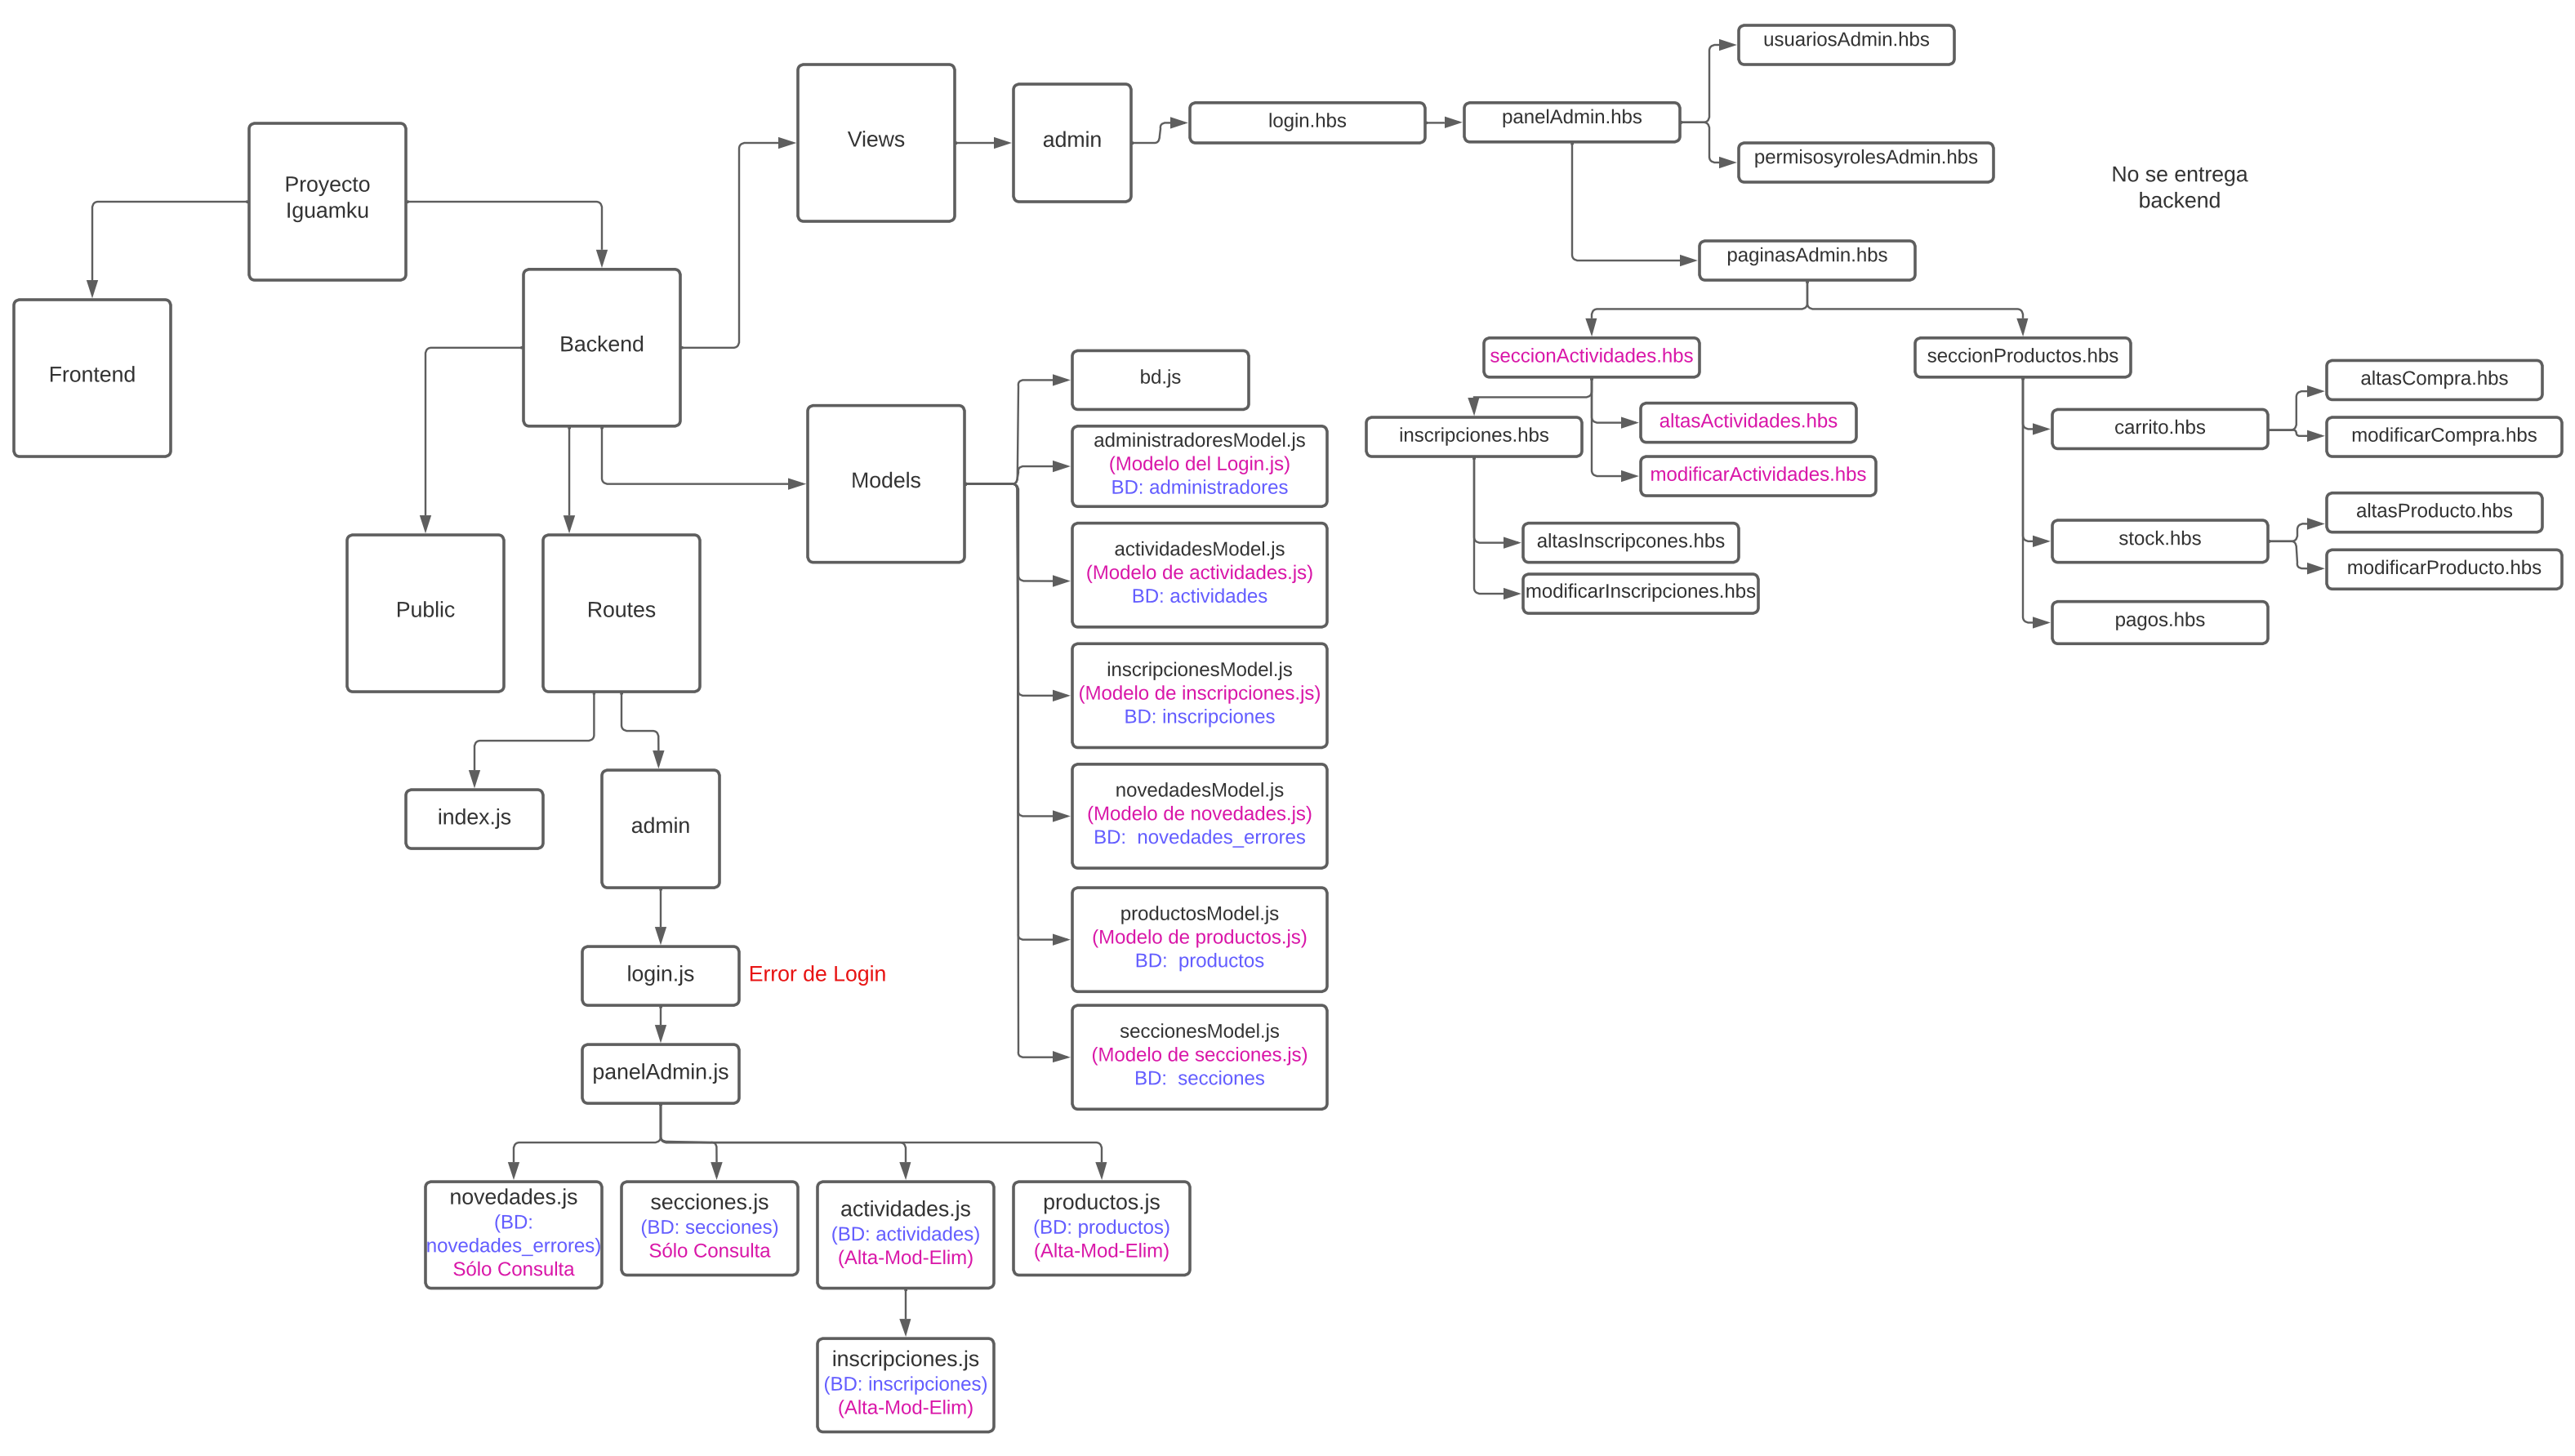 Proyecto
Iguamku
Frontend
Backend
Views
admin
login.hbs
panelAdmin.hbs
usuariosAdmin.hbs
permisosyrolesAdmin.hbs
No se entrega
backend
paginasAdmin.hbs
seccionActividades.hbs
seccionProductos.hbs
inscripciones.hbs
altasActividades.hbs
modificarActividades.hbs
altasInscripcones.hbs
modificarInscripciones.hbs
carrito.hbs
altasCompra.hbs
modificarCompra.hbs
stock.hbs
altasProducto.hbs
modificarProducto.hbs
pagos.hbs
Models
bd.js
administradoresModel.js
(Modelo del Login.js)
BD: administradores
actividadesModel.js
(Modelo de actividades.js)
BD: actividades
inscripcionesModel.js
(Modelo de inscripciones.js)
BD: inscripciones
novedadesModel.js
(Modelo de novedades.js)
BD:  novedades_errores
productosModel.js
(Modelo de productos.js)
BD:  productos
seccionesModel.js
(Modelo de secciones.js)
BD:  secciones
Public
Routes
index.js
admin
login.js
Error de Login
panelAdmin.js
novedades.js
(BD:
novedades_errores)
Sólo Consulta
secciones.js
(BD: secciones)
Sólo Consulta
actividades.js
(BD: actividades)
(Alta-Mod-Elim)
productos.js
(BD: productos)
(Alta-Mod-Elim)
inscripciones.js
(BD: inscripciones)
(Alta-Mod-Elim)